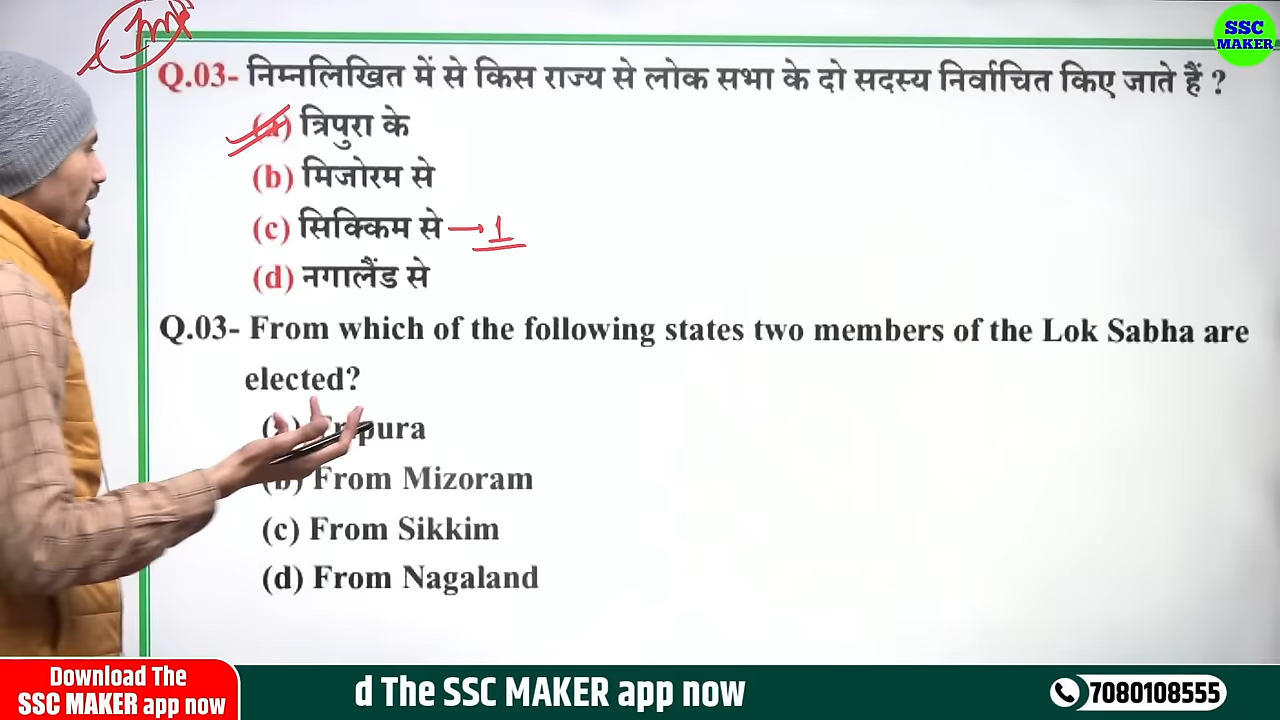 Imp
SSC
MAKER
Q.03- निम्नलिखित में से किस राज्य से लोक सभा के दो सदस्य निर्वाचित किए जाते हैं ?
(a) त्रिपुरा के
(b) मिजोरम से
(c) सिक्किम से → 1
(d) नगालैंड से
Q.03- From which of the following states two members of the Lok Sabha are
elected?
(a) Tripura
(b) From Mizoram
(c) From Sikkim
(d) From Nagaland
Download The
SSC MAKER app now
d The SSC MAKER app now
7080108555